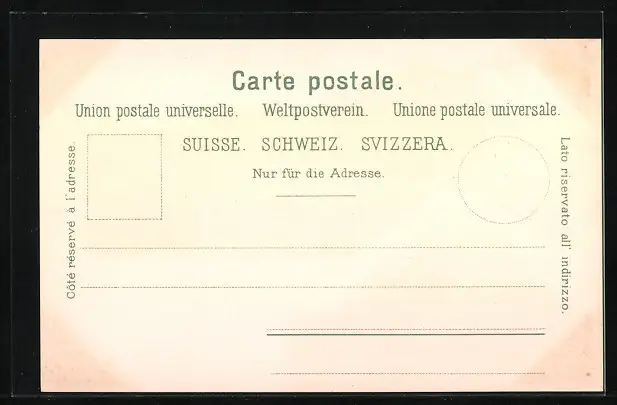 Carte postale.
Union postale universelle. Weltpostverein. Unione postale universale.
SUISSE. SCHWEIZ. SVIZZERA.
Nur für die Adresse.
Côté réservé à l'adresse.
Lato riservato all' indirizzo.